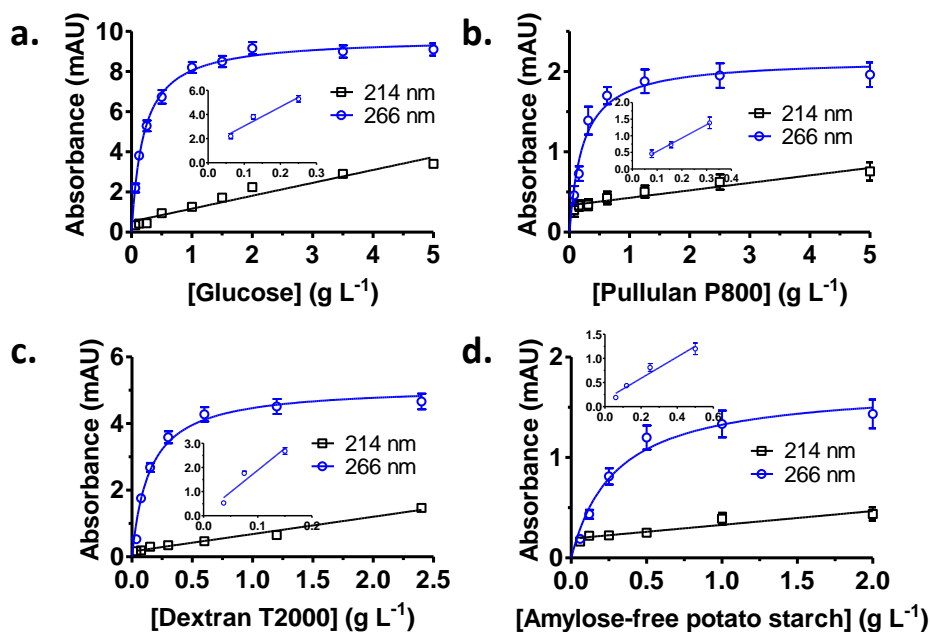 a.
Absorbance (mAU)
10
8
6
4
2
0
0 1 2 3 4 5
[Glucose] (g L-1)
214 nm
266 nm
6.0
4.0
2.0
0.0
0.0 0.1 0.2 0.3
b.
Absorbance (mAU)
2
1
0
0 1 2 3 4 5
[Pullulan P800] (g L-1)
214 nm
266 nm
2.0
1.5
1.0
0.5
0.0
0.0 0.1 0.2 0.3 0.4
c.
Absorbance (mAU)
6
4
2
0
0.0 0.5 1.0 1.5 2.0 2.5
[Dextran T2000] (g L-1)
214 nm
266 nm
3.0
2.0
1.0
0.0
0.0 0.1 0.2
d.
Absorbance (mAU)
2
1
0
0.0 0.5 1.0 1.5 2.0
[Amylose-free potato starch] (g L-1)
214 nm
266 nm
1.5
1.0
0.5
0.0
0.0 0.2 0.4 0.6